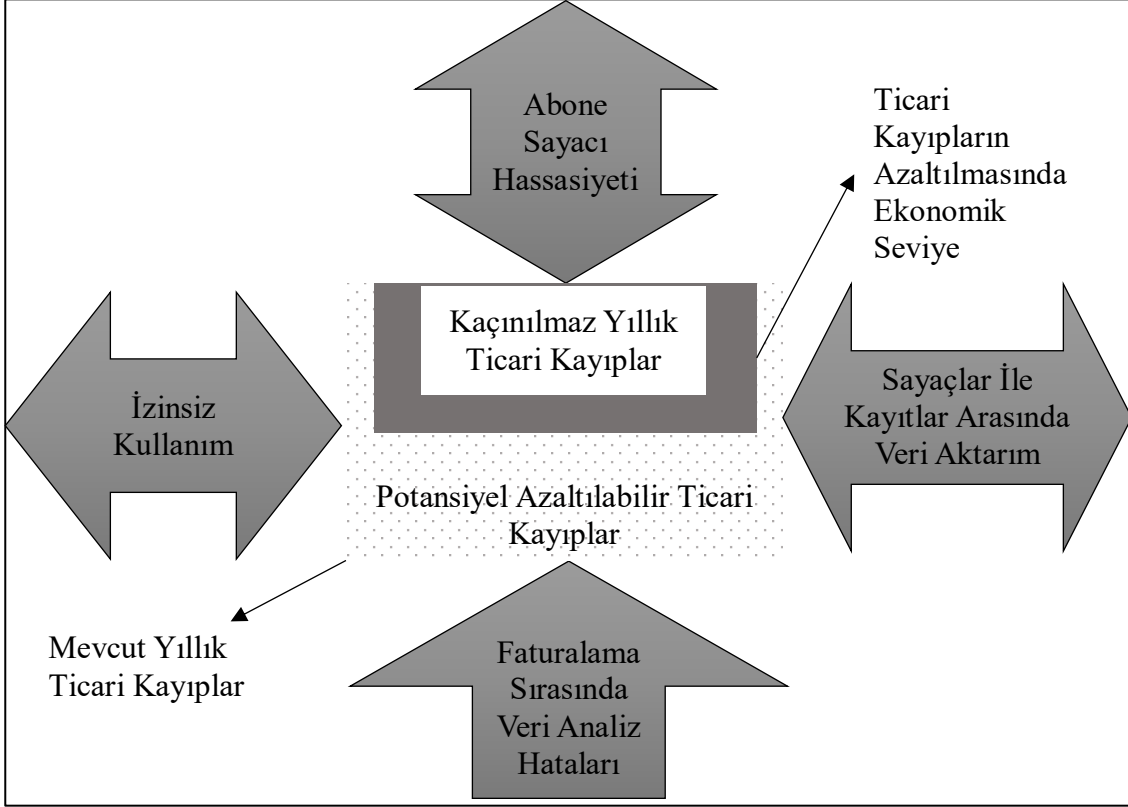 Abone
Sayacı
Hassasiyeti
Ticari
Kayıpların
Azaltılmasında
Ekonomik
Seviye
Kaçınılmaz Yıllık
Ticari Kayıplar
İzinsiz
Kullanım
Sayaçlar İle
Kayıtlar Arasında
Veri Aktarım
Potansiyel Azaltılabilir Ticari
Kayıplar
Mevcut Yıllık
Ticari Kayıplar
Faturalama
Sırasında
Veri Analiz
Hataları